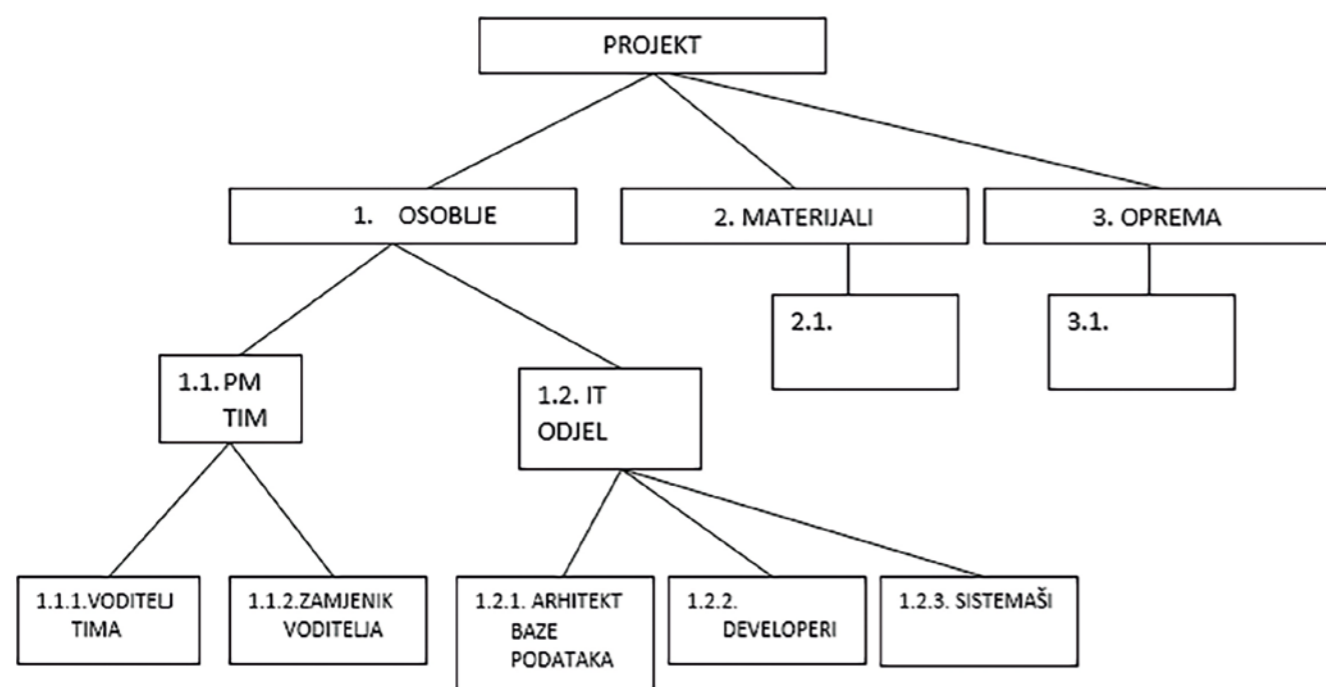 PROJEKT
1. OSOBLJE
2. MATERIJALI
3. OPREMA
2.1.
3.1.
1.1. PM
TIM
1.2. IT
ODJEL
1.1.1.VODITELJ
TIMA
1.1.2.ZAMJENIK
VODITELJA
1.2.1. ARHITEKT
BAZE
PODATAKA
1.2.2.
DEVELOPERI
1.2.3. SISTEMAŠI